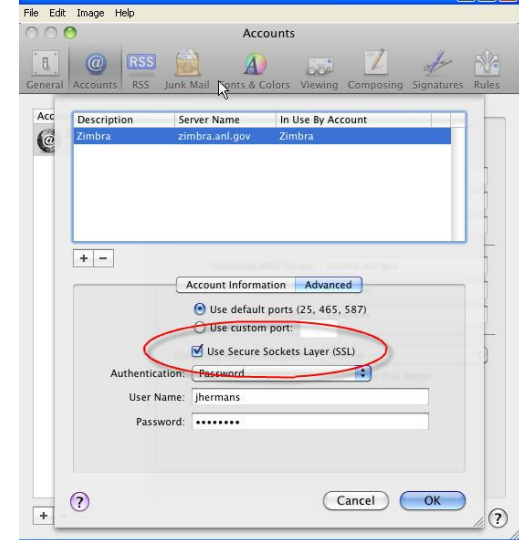 File Edit Image Help
Accounts
General Accounts RSS Junk Mail Fonts & Colors Viewing Composing Signatures Rules
RSS
Acc
Description Server Name In Use By Account
Zimbra zimbra.anl.gov Zimbra
+ −
Account Information Advanced
Use default ports (25, 465, 587)
Use custom port:
Use Secure Sockets Layer (SSL)
Authentication: Password
User Name: jhermans
Password: ••••••••
? Cancel OK
+ ?